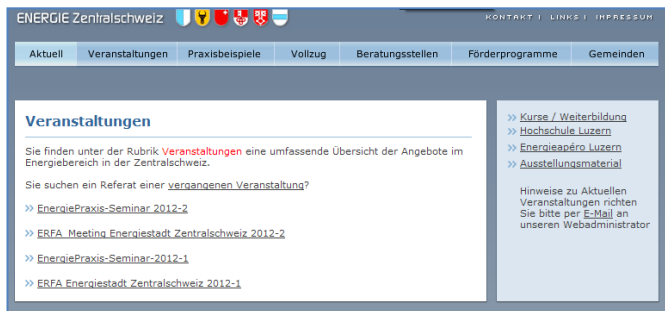 ENERGIE Zentralschweiz
KONTAKT I LINKS I IMPRESSUM
Aktuell Veranstaltungen Praxisbeispiele Vollzug Beratungsstellen Förderprogramme Gemeinden
Veranstaltungen
Sie finden unter der Rubrik Veranstaltungen eine umfassende Übersicht der Angebote im
Energiebereich in der Zentralschweiz.
Sie suchen ein Referat einer vergangenen Veranstaltung?
» EnergiePraxis-Seminar 2012-2
» ERFA Meeting Energiestadt Zentralschweiz 2012-2
» EnergiePraxis-Seminar-2012-1
» ERFA Energiestadt Zentralschweiz 2012-1
» Kurse / Weiterbildung
» Hochschule Luzern
» Energieapéro Luzern
» Ausstellungsmaterial
Hinweise zu Aktuellen
Veranstaltungen richten
Sie bitte per E-Mail an
unseren Webadministrator